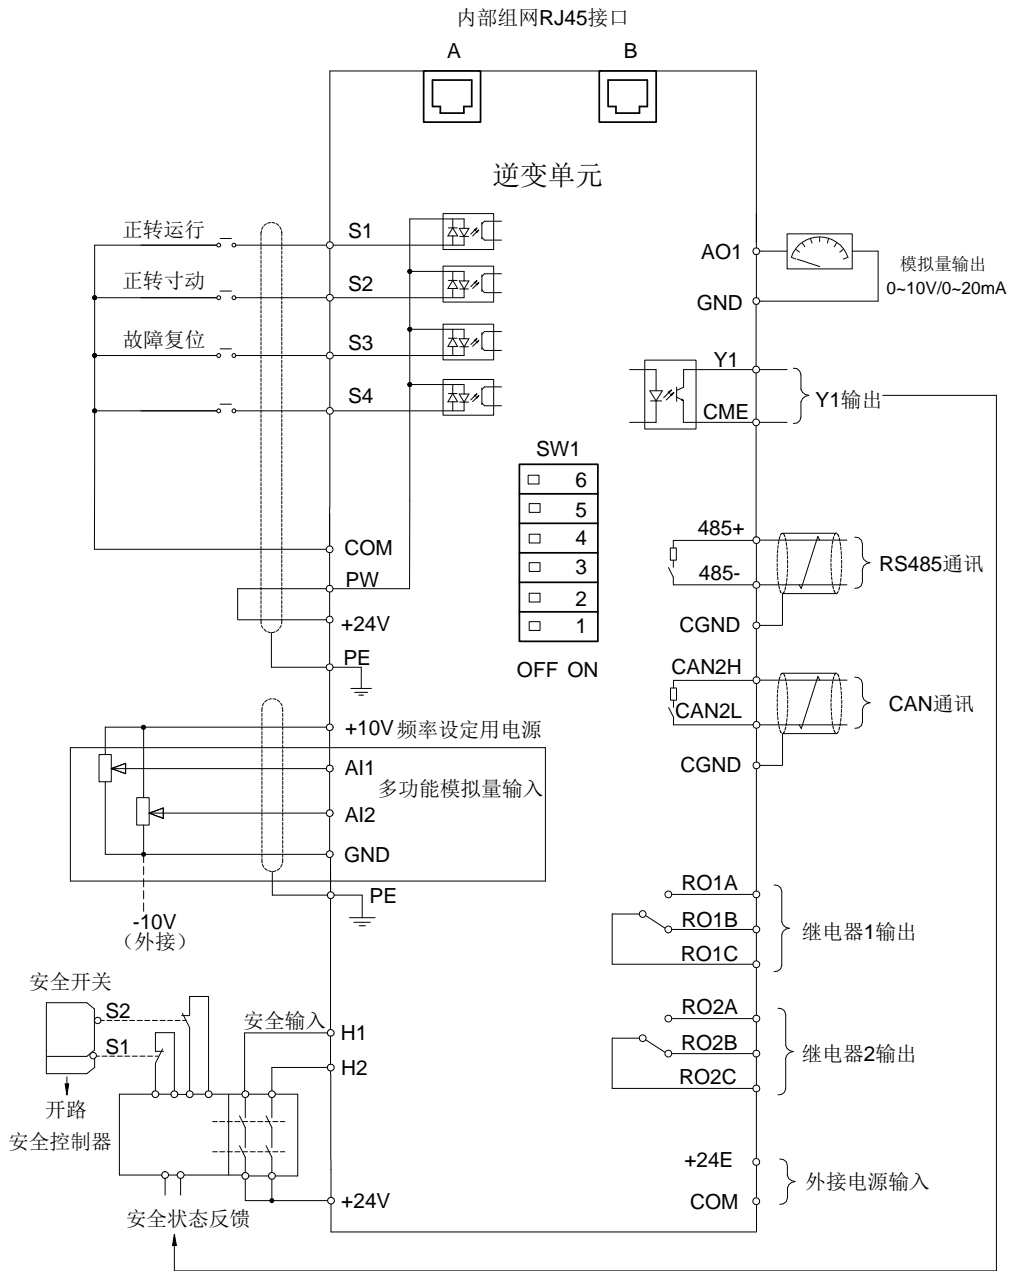 内部组网RJ45接口
A
B
逆变单元
正转运行
S1
正转寸动
S2
故障复位
S3
S4
COM
PW
+24V
PE
AO1
GND
模拟量输出
0~10V/0~20mA
Y1
CME
Y1输出
SW1
6
5
4
3
2
1
OFF ON
485+
485-
CGND
RS485通讯
CAN2H
CAN2L
CGND
CAN通讯
+10V 频率设定用电源
AI1
多功能模拟量输入
AI2
GND
PE
-10V
（外接）
RO1A
RO1B
RO1C
继电器1输出
RO2A
RO2B
RO2C
继电器2输出
安全开关
S2
S1
开路
安全控制器
安全输入
H1
H2
+24V
安全状态反馈
+24E
COM
外接电源输入